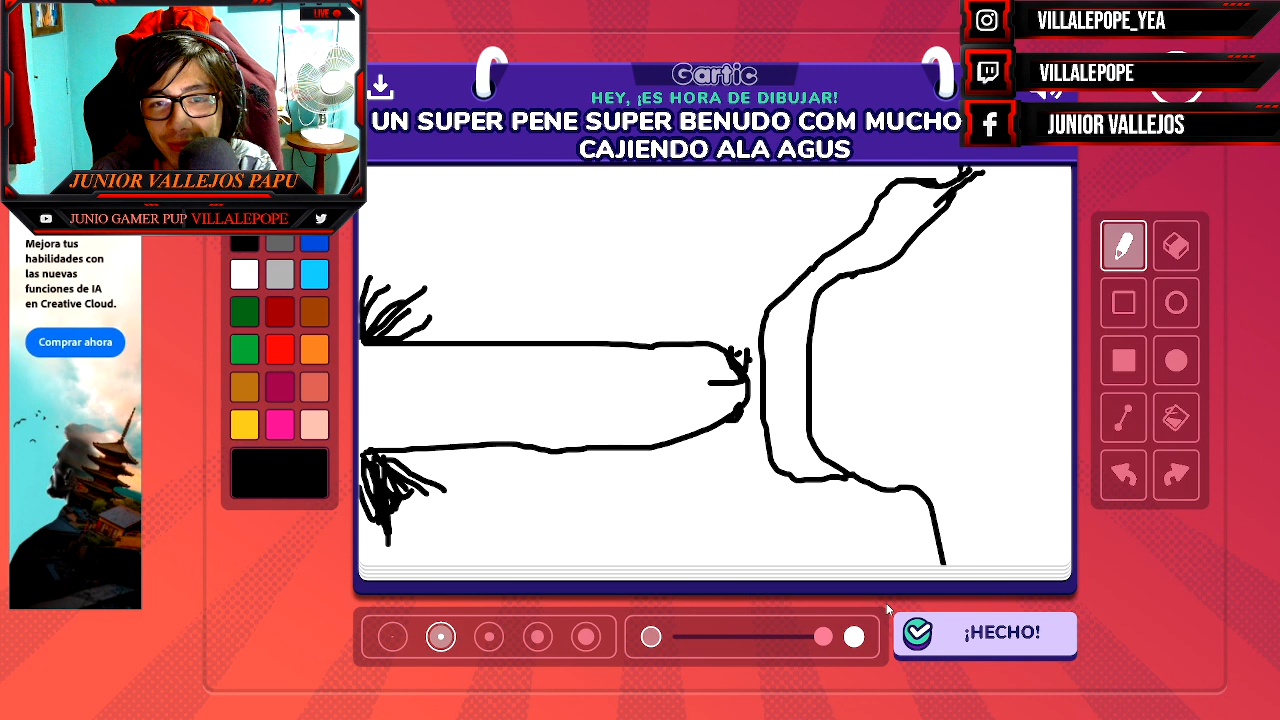 LIVE
VILLALEPOPE_YEA
VILLALEPOPE
JUNIOR VALLEJOS
Gartic
HEY, ¡ES HORA DE DIBUJAR!
UN SUPER PENE SUPER BENUDO COM MUCHO
CAJIENDO ALA AGUS
JUNIOR VALLEJOS PAPU
JUNIO GAMER PUP VILLALEPOPE
Mejora tus
habilidades con
las nuevas
funciones de IA
en Creative Cloud.
Comprar ahora
¡HECHO!